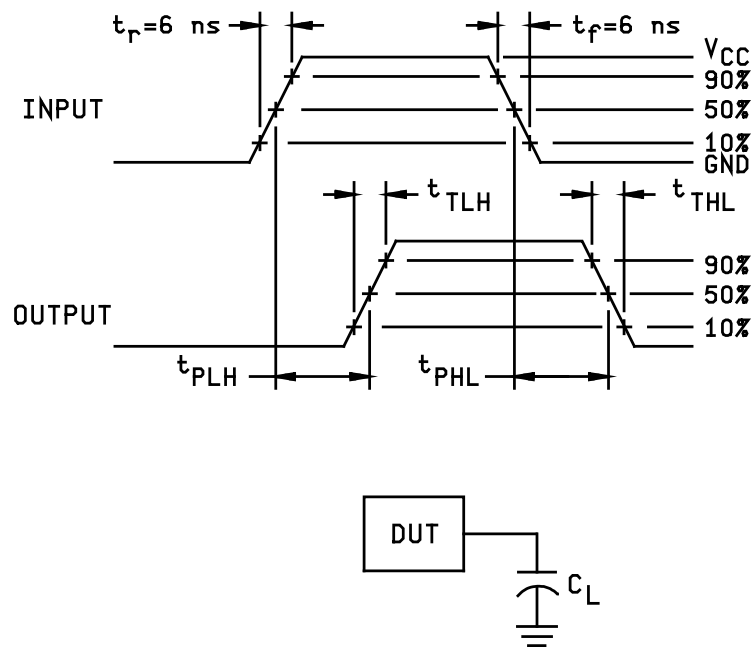 tr=6 ns
tf=6 ns
VCC
90%
INPUT
50%
10%
GND
tTLH
tTHL
90%
OUTPUT
50%
10%
tPLH
tPHL
DUT
CL